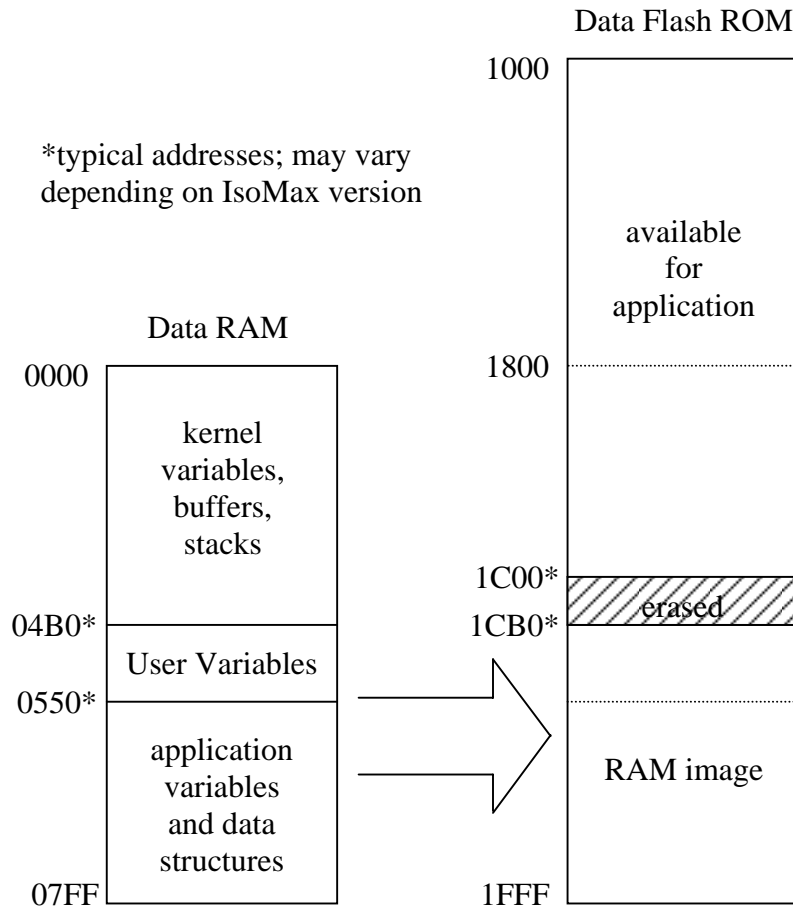 Data Flash ROM
1000
*typical addresses; may vary
depending on IsoMax version
available
for
application
Data RAM
0000
1800
kernel
variables,
buffers,
stacks
1C00*
erased
04B0*
1CB0*
User Variables
0550*
application
variables
and data
structures
RAM image
07FF
1FFF